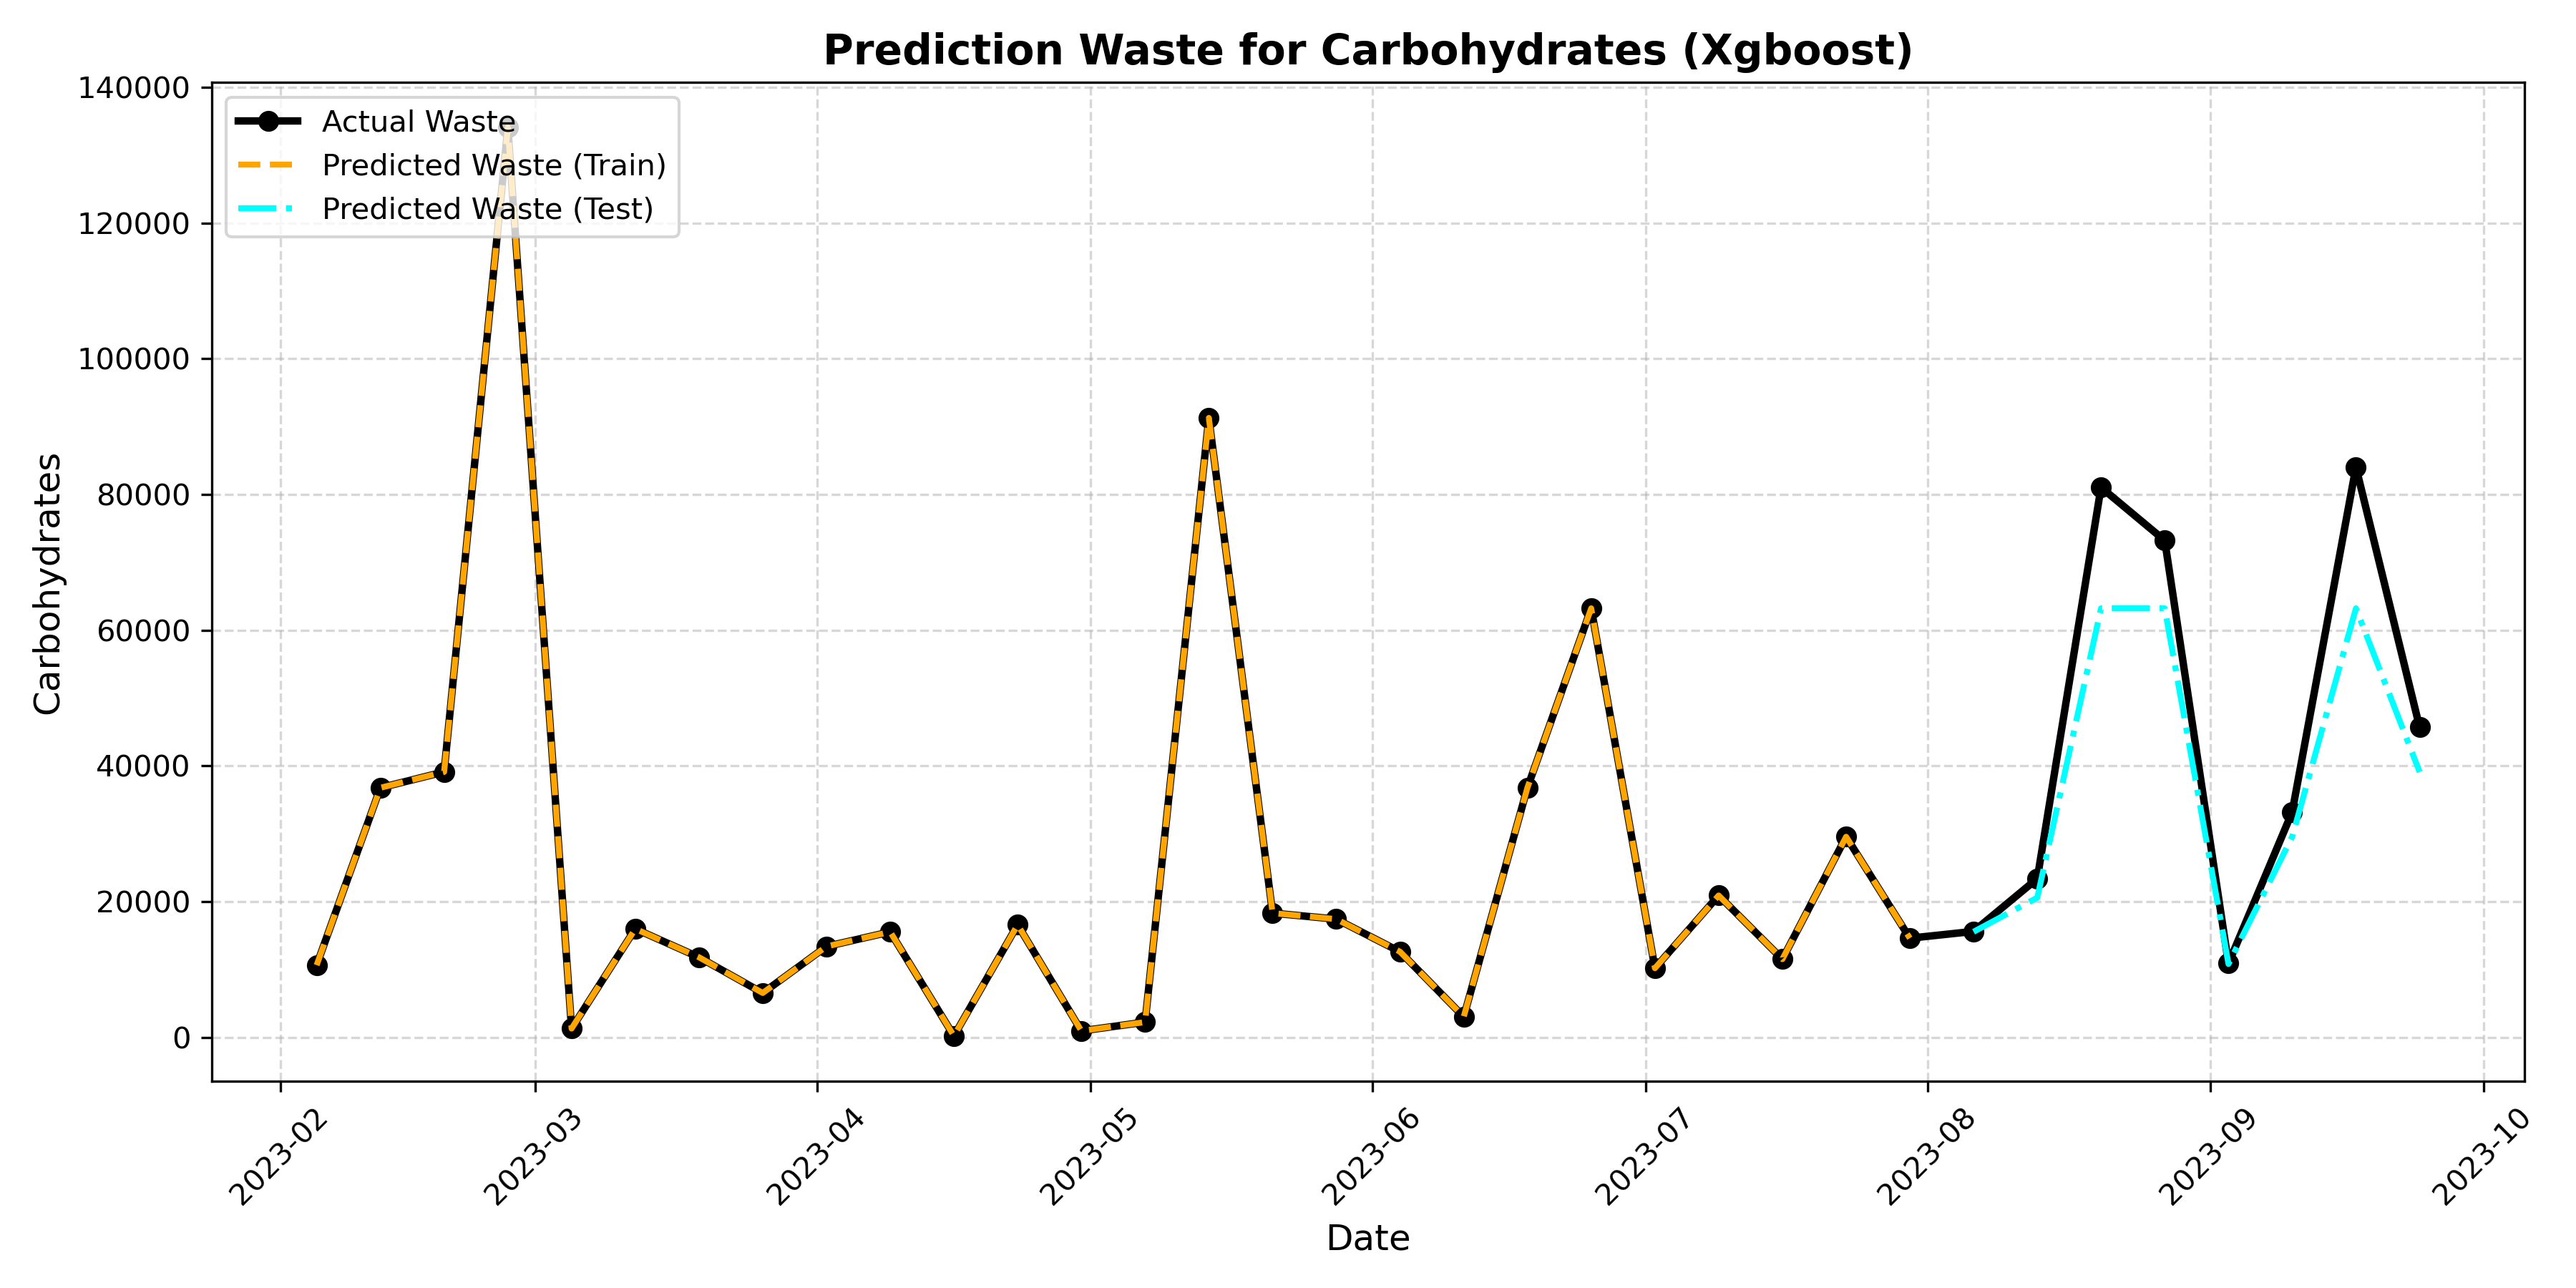 Prediction Waste for Carbohydrates (Xgboost)
140000
120000
100000
80000
60000
40000
20000
0
Carbohydrates
Actual Waste
Predicted Waste (Train)
Predicted Waste (Test)
2023-02
2023-03
2023-04
2023-05
2023-06
2023-07
2023-08
2023-09
2023-10
Date